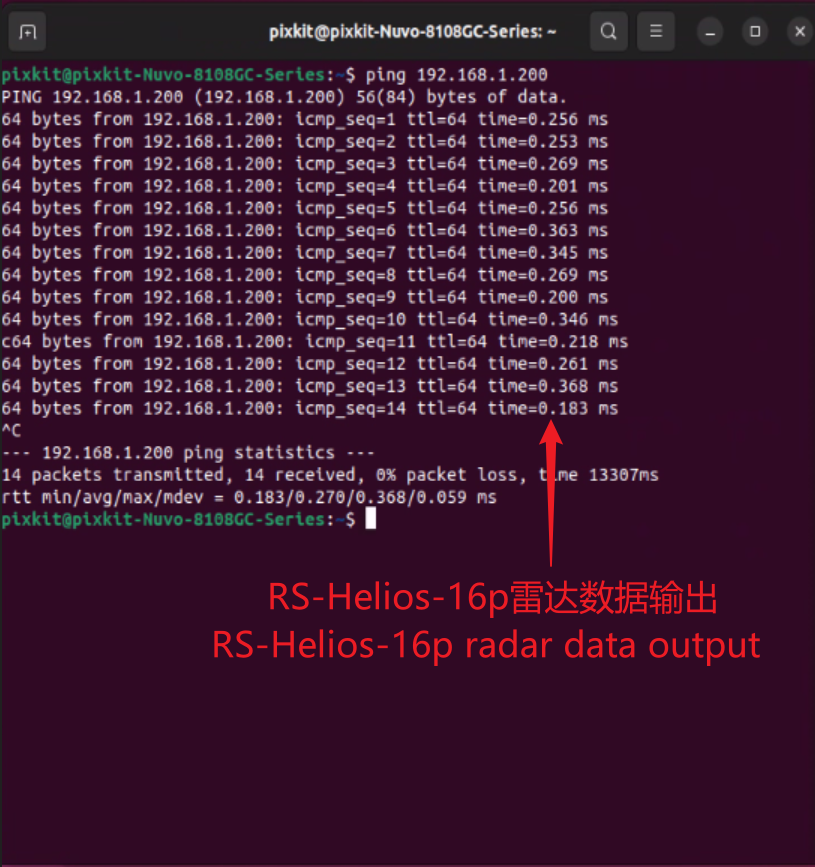 pixkit@pixkit-Nuvo-8108GC-Series: ~
pixkit@pixkit-Nuvo-8108GC-Series:~$ ping 192.168.1.200
PING 192.168.1.200 (192.168.1.200) 56(84) bytes of data.
64 bytes from 192.168.1.200: icmp_seq=1 ttl=64 time=0.256 ms
64 bytes from 192.168.1.200: icmp_seq=2 ttl=64 time=0.253 ms
64 bytes from 192.168.1.200: icmp_seq=3 ttl=64 time=0.269 ms
64 bytes from 192.168.1.200: icmp_seq=4 ttl=64 time=0.201 ms
64 bytes from 192.168.1.200: icmp_seq=5 ttl=64 time=0.256 ms
64 bytes from 192.168.1.200: icmp_seq=6 ttl=64 time=0.363 ms
64 bytes from 192.168.1.200: icmp_seq=7 ttl=64 time=0.345 ms
64 bytes from 192.168.1.200: icmp_seq=8 ttl=64 time=0.269 ms
64 bytes from 192.168.1.200: icmp_seq=9 ttl=64 time=0.200 ms
64 bytes from 192.168.1.200: icmp_seq=10 ttl=64 time=0.346 ms
c64 bytes from 192.168.1.200: icmp_seq=11 ttl=64 time=0.218 ms
64 bytes from 192.168.1.200: icmp_seq=12 ttl=64 time=0.261 ms
64 bytes from 192.168.1.200: icmp_seq=13 ttl=64 time=0.368 ms
64 bytes from 192.168.1.200: icmp_seq=14 ttl=64 time=0.183 ms
^C
--- 192.168.1.200 ping statistics ---
14 packets transmitted, 14 received, 0% packet loss, time 13307ms
rtt min/avg/max/mdev = 0.183/0.270/0.368/0.059 ms
pixkit@pixkit-Nuvo-8108GC-Series:~$
RS-Helios-16p雷达数据输出
RS-Helios-16p radar data output